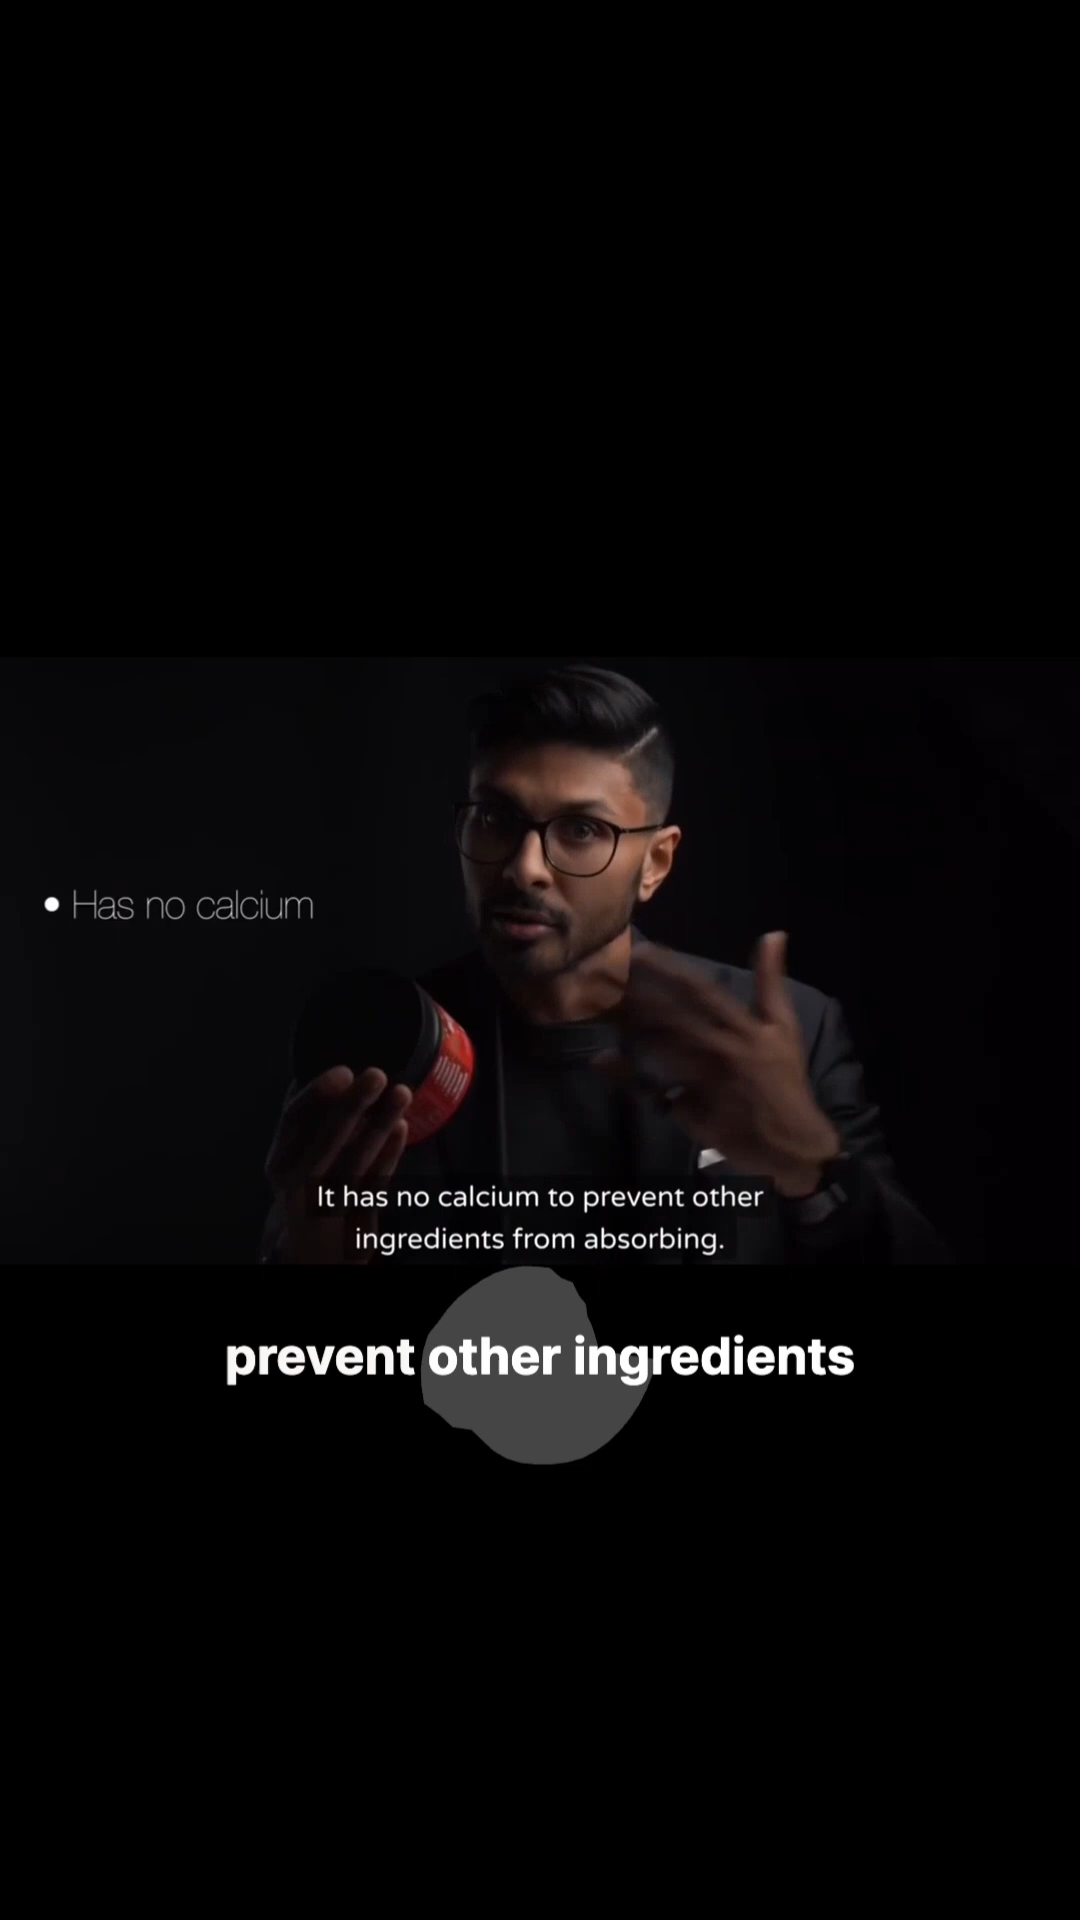 • Has no calcium
It has no calcium to prevent other
ingredients from absorbing.
prevent other ingredients